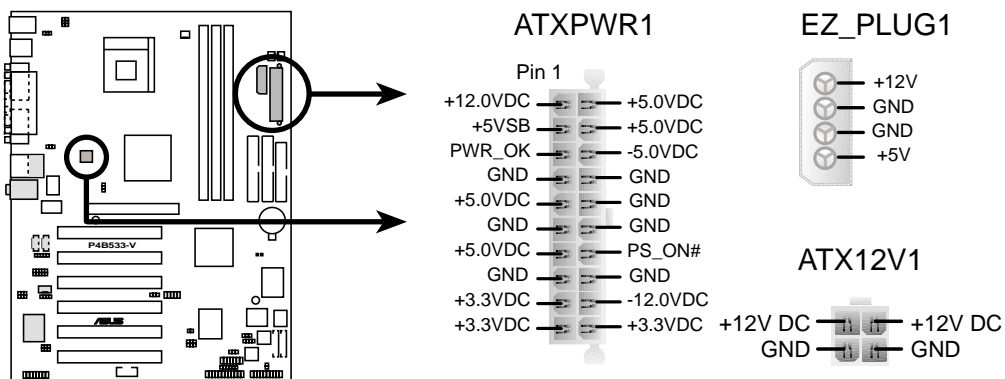 ATXPWR1
EZ_PLUG1
Pin 1
+12.0VDC +5.0VDC
+5VSB +5.0VDC
PWR_OK -5.0VDC
GND GND
+5.0VDC GND
GND GND
+5.0VDC PS_ON#
GND GND
+3.3VDC -12.0VDC
+3.3VDC +3.3VDC
+12V
GND
GND
+5V
ATX12V1
+12V DC +12V DC
GND GND
P4B533-V
ASUS